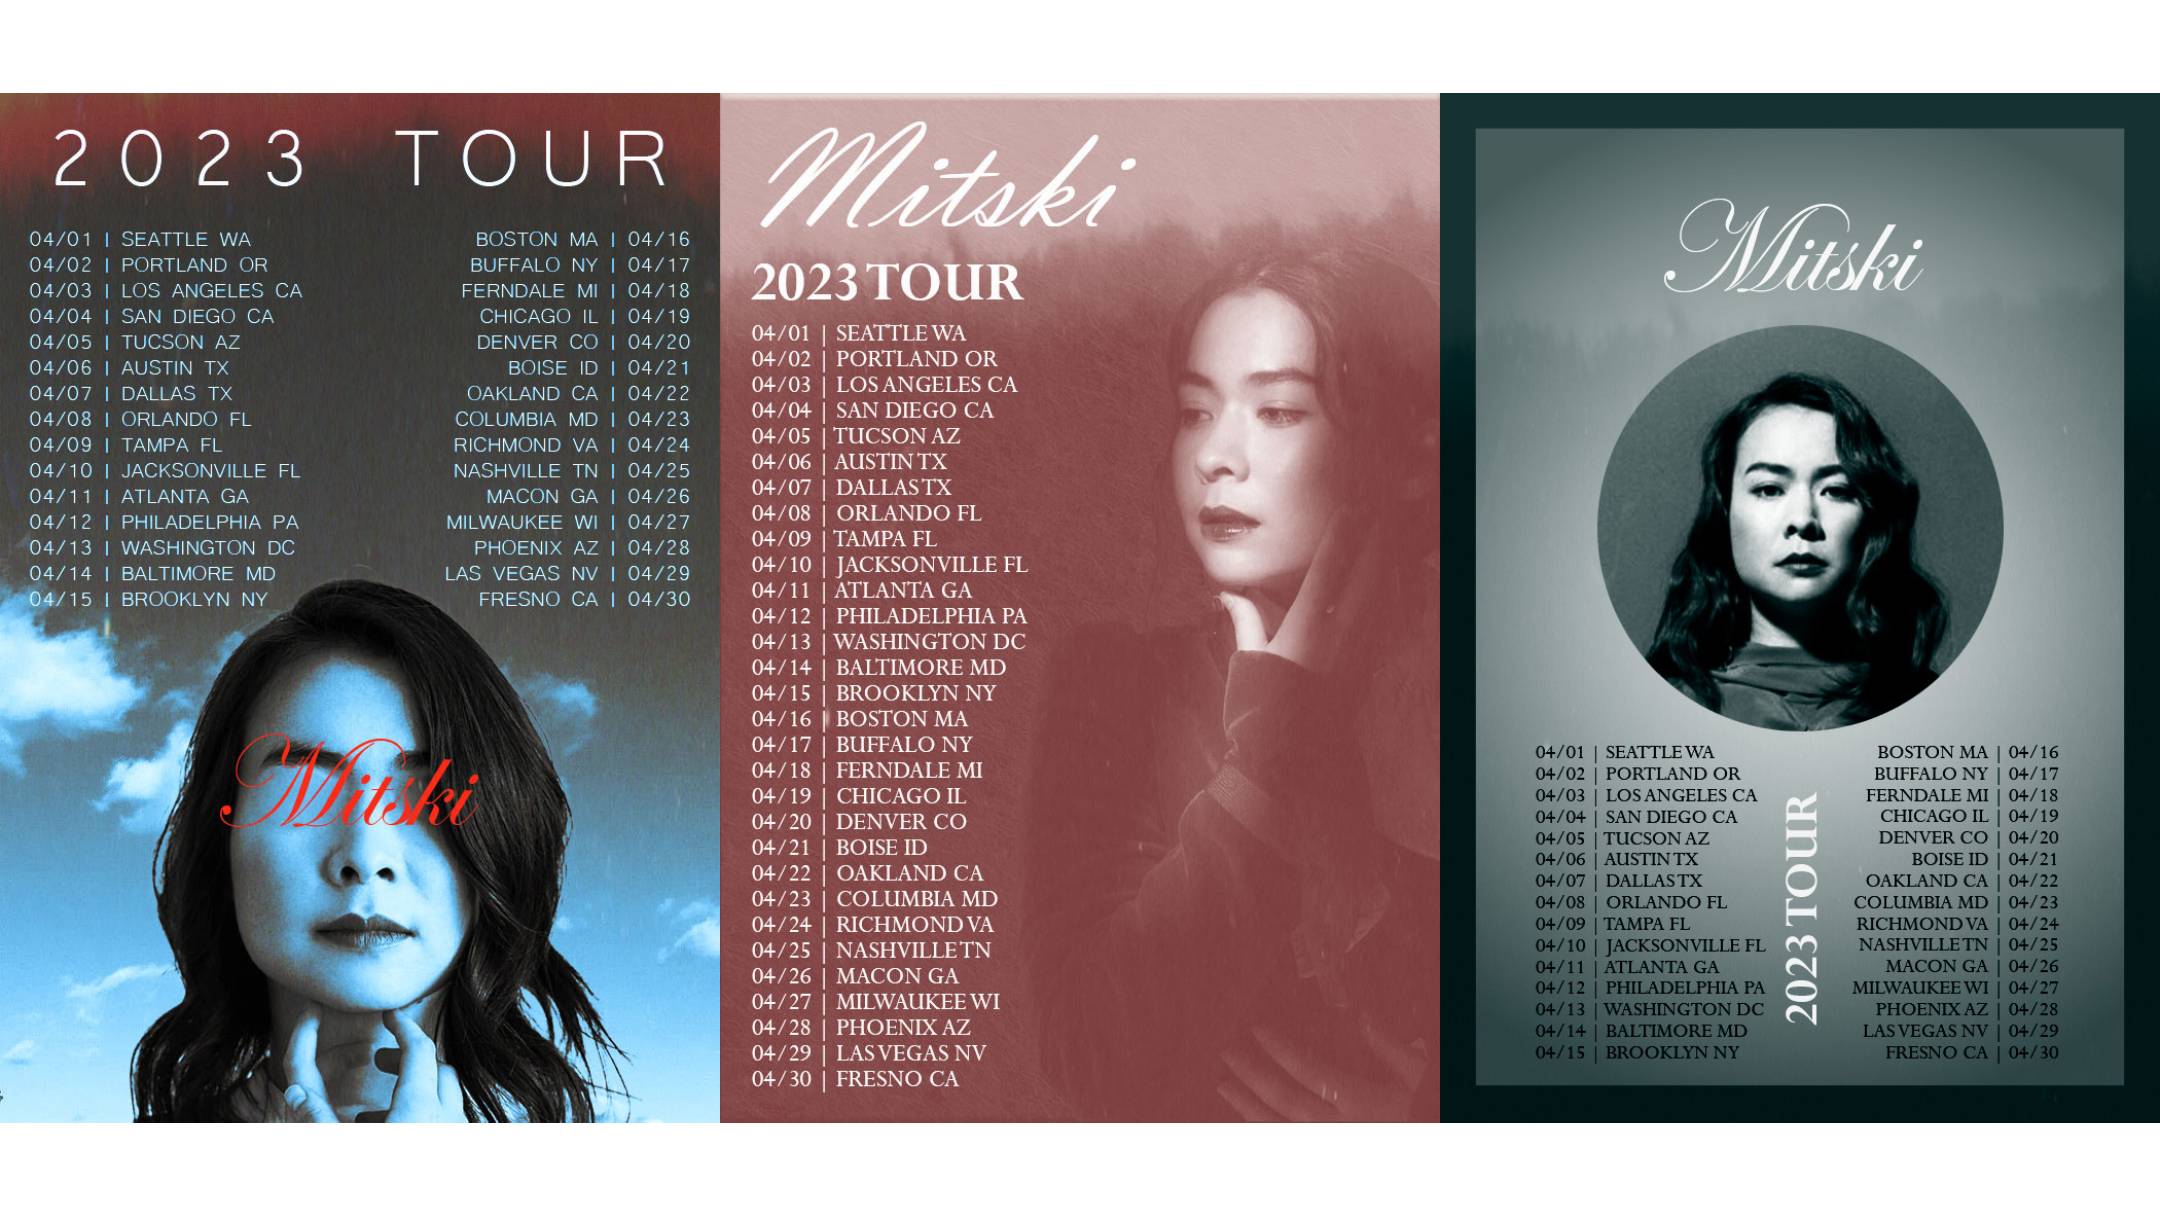 2023 TOUR
04/01 | SEATTLE WA
04/02 | PORTLAND OR
04/03 | LOS ANGELES CA
04/04 | SAN DIEGO CA
04/05 | TUCSON AZ
04/06 | AUSTIN TX
04/07 | DALLAS TX
04/08 | ORLANDO FL
04/09 | TAMPA FL
04/10 | JACKSONVILLE FL
04/11 | ATLANTA GA
04/12 | PHILADELPHIA PA
04/13 | WASHINGTON DC
04/14 | BALTIMORE MD
04/15 | BROOKLYN NY
BOSTON MA | 04/16
BUFFALO NY | 04/17
FERNDALE MI | 04/18
CHICAGO IL | 04/19
DENVER CO | 04/20
BOISE ID | 04/21
OAKLAND CA | 04/22
COLUMBIA MD | 04/23
RICHMOND VA | 04/24
NASHVILLE TN | 04/25
MACON GA | 04/26
MILWAUKEE WI | 04/27
PHOENIX AZ | 04/28
LAS VEGAS NV | 04/29
FRESNO CA | 04/30
Mitski
Mitski
2023 TOUR
04/01 | SEATTLE WA
04/02 | PORTLAND OR
04/03 | LOS ANGELES CA
04/04 | SAN DIEGO CA
04/05 | TUCSON AZ
04/06 | AUSTIN TX
04/07 | DALLAS TX
04/08 | ORLANDO FL
04/09 | TAMPA FL
04/10 | JACKSONVILLE FL
04/11 | ATLANTA GA
04/12 | PHILADELPHIA PA
04/13 | WASHINGTON DC
04/14 | BALTIMORE MD
04/15 | BROOKLYN NY
04/16 | BOSTON MA
04/17 | BUFFALO NY
04/18 | FERNDALE MI
04/19 | CHICAGO IL
04/20 | DENVER CO
04/21 | BOISE ID
04/22 | OAKLAND CA
04/23 | COLUMBIA MD
04/24 | RICHMOND VA
04/25 | NASHVILLE TN
04/26 | MACON GA
04/27 | MILWAUKEE WI
04/28 | PHOENIX AZ
04/29 | LAS VEGAS NV
04/30 | FRESNO CA
Mitski
04/01 | SEATTLE WA
04/02 | PORTLAND OR
04/03 | LOS ANGELES CA
04/04 | SAN DIEGO CA
04/05 | TUCSON AZ
04/06 | AUSTIN TX
04/07 | DALLAS TX
04/08 | ORLANDO FL
04/09 | TAMPA FL
04/10 | JACKSONVILLE FL
04/11 | ATLANTA GA
04/12 | PHILADELPHIA PA
04/13 | WASHINGTON DC
04/14 | BALTIMORE MD
04/15 | BROOKLYN NY
2023 TOUR
BOSTON MA | 04/16
BUFFALO NY | 04/17
FERNDALE MI | 04/18
CHICAGO IL | 04/19
DENVER CO | 04/20
BOISE ID | 04/21
OAKLAND CA | 04/22
COLUMBIA MD | 04/23
RICHMOND VA | 04/24
NASHVILLE TN | 04/25
MACON GA | 04/26
MILWAUKEE WI | 04/27
PHOENIX AZ | 04/28
LAS VEGAS NV | 04/29
FRESNO CA | 04/30